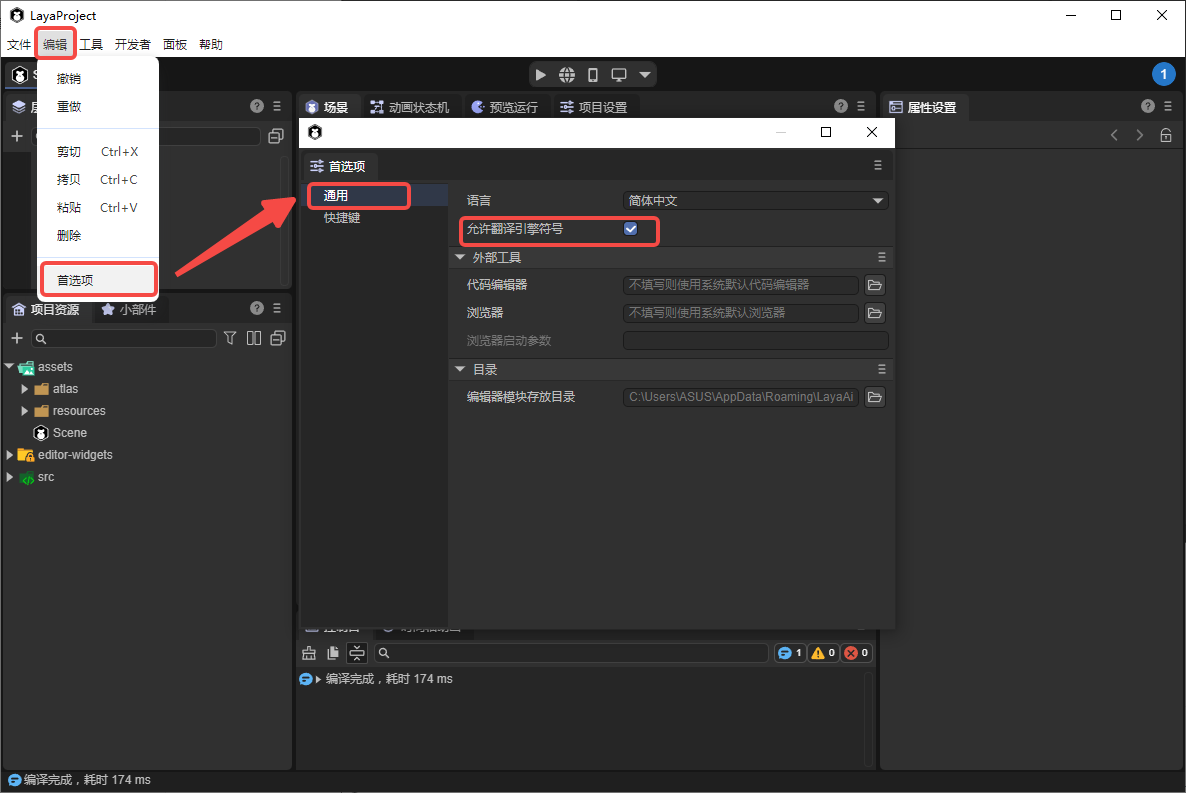 LayaProject
文件 编辑 工具 开发者 面板 帮助
S
1
撤销
重做
剪切 Ctrl+X
拷贝 Ctrl+C
粘贴 Ctrl+V
删除
首选项
场景 动画状态机 预览运行 项目设置
属性设置
首选项
通用
快捷键
语言 简体中文
允许翻译引擎符号
外部工具
代码编辑器 不填写则使用系统默认代码编辑器
浏览器 不填写则使用系统默认浏览器
浏览器启动参数
目录
编辑器模块存放目录 C:\Users\ASUS\AppData\Roaming\LayaAi
项目资源 小部件
assets
atlas
resources
Scene
editor-widgets
src
1 0 0
编译完成，耗时 174 ms
编译完成，耗时 174 ms